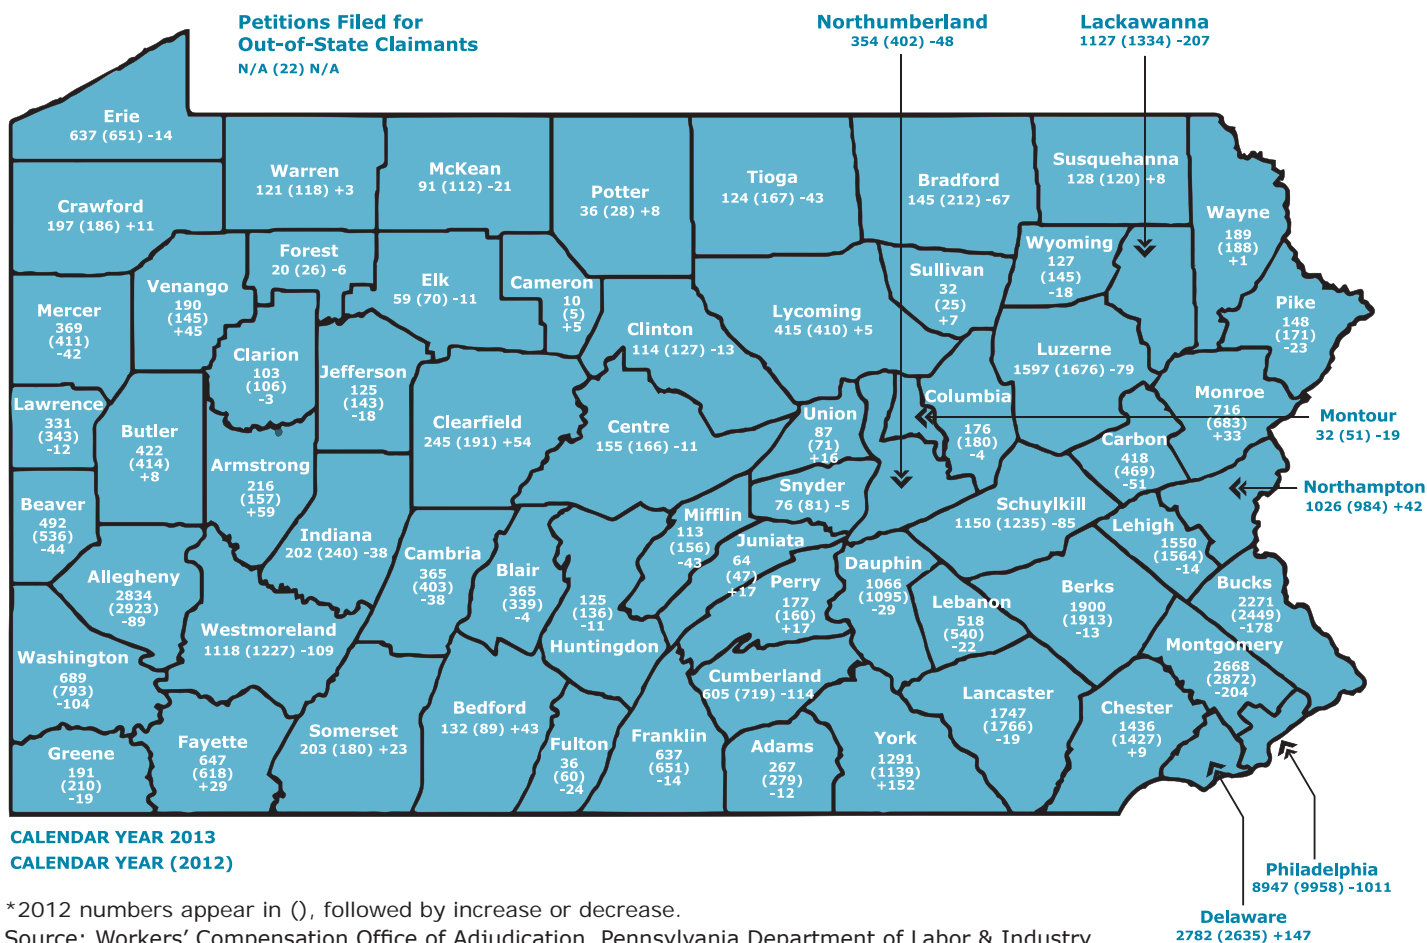 Petitions Filed for
Out-of-State Claimants
N/A (22) N/A
Northumberland
354 (402) -48
Lackawanna
1127 (1334) -207
Erie
637 (651) -14
Warren
121 (118) +3
McKean
91 (112) -21
Potter
36 (28) +8
Tioga
124 (167) -43
Bradford
145 (212) -67
Susquehanna
128 (120) +8
Wayne
189
(188)
+1
Crawford
197 (186) +11
Forest
20 (26) -6
Elk
59 (70) -11
Cameron
10
(5)
+5
Wyoming
127
(145)
-18
Sullivan
32
(25)
+7
Venango
190
(145)
+45
Mercer
369
(411)
-42
Clinton
114 (127) -13
Lycoming
415 (410) +5
Pike
148
(171)
-23
Clarion
103
(106)
-3
Jefferson
125
(143)
-18
Luzerne
1597 (1676) -79
Monroe
716
(683)
+33
Lawrence
331
(343)
-12
Butler
422
(414)
+8
Clearfield
245 (191) +54
Centre
155 (166) -11
Union
87
(71)
+16
Columbia
176
(180)
-4
Montour
32 (51) -19
Carbon
418
(469)
-51
Armstrong
216
(157)
+59
Snyder
76 (81) -5
Northampton
1026 (984) +42
Beaver
492
(536)
-44
Indiana
202 (240) -38
Mifflin
113
(156)
-43
Schuylkill
1150 (1235) -85
Lehigh
1550
(1564)
-14
Cambria
365
(403)
-38
Blair
365
(339)
-4
Juniata
64
(47)
+17
Dauphin
1066
(1095)
-29
Allegheny
2834
(2923)
-89
Perry
177
(160)
+17
Lebanon
518
(540)
-22
Berks
1900
(1913)
-13
Bucks
2271
(2449)
-178
125
(136)
-11
Huntingdon
Westmoreland
1118 (1227) -109
Montgomery
2668
(2872)
-204
Washington
689
(793)
-104
Cumberland
605 (719) -114
Lancaster
1747
(1766)
-19
Chester
1436
(1427)
+9
Bedford
132 (89) +43
Somerset
203 (180) +23
Fulton
36
(60)
-24
Franklin
637
(651)
-14
Adams
267
(279)
-12
York
1291
(1139)
+152
Greene
191
(210)
-19
Fayette
647
(618)
+29
CALENDAR YEAR 2013
CALENDAR YEAR (2012)
Philadelphia
8947 (9958) -1011
Delaware
2782 (2635) +147
*2012 numbers appear in (), followed by increase or decrease.
Source: Workers' Compensation Office of Adjudication, Pennsylvania Department of Labor & Industry